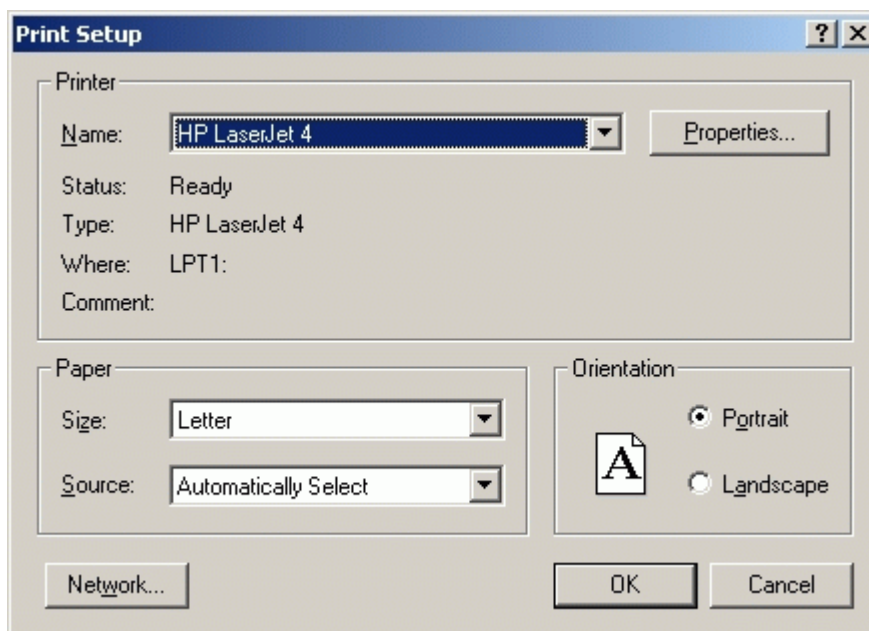 Print Setup
Printer
Name: HP LaserJet 4 Properties...
Status: Ready
Type: HP LaserJet 4
Where: LPT1:
Comment:
Paper
Size: Letter
Source: Automatically Select
Orientation
A
Portrait
Landscape
Network... OK Cancel